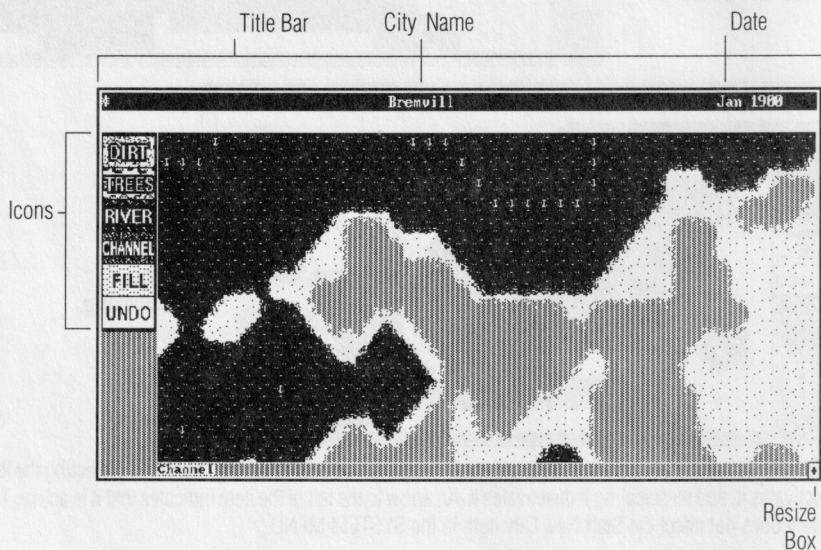 Title Bar City Name Date
Bremvill Jan 1900
Icons
DIRT
TREES
RIVER
CHANNEL
FILL
UNDO
Channel
Resize
Box